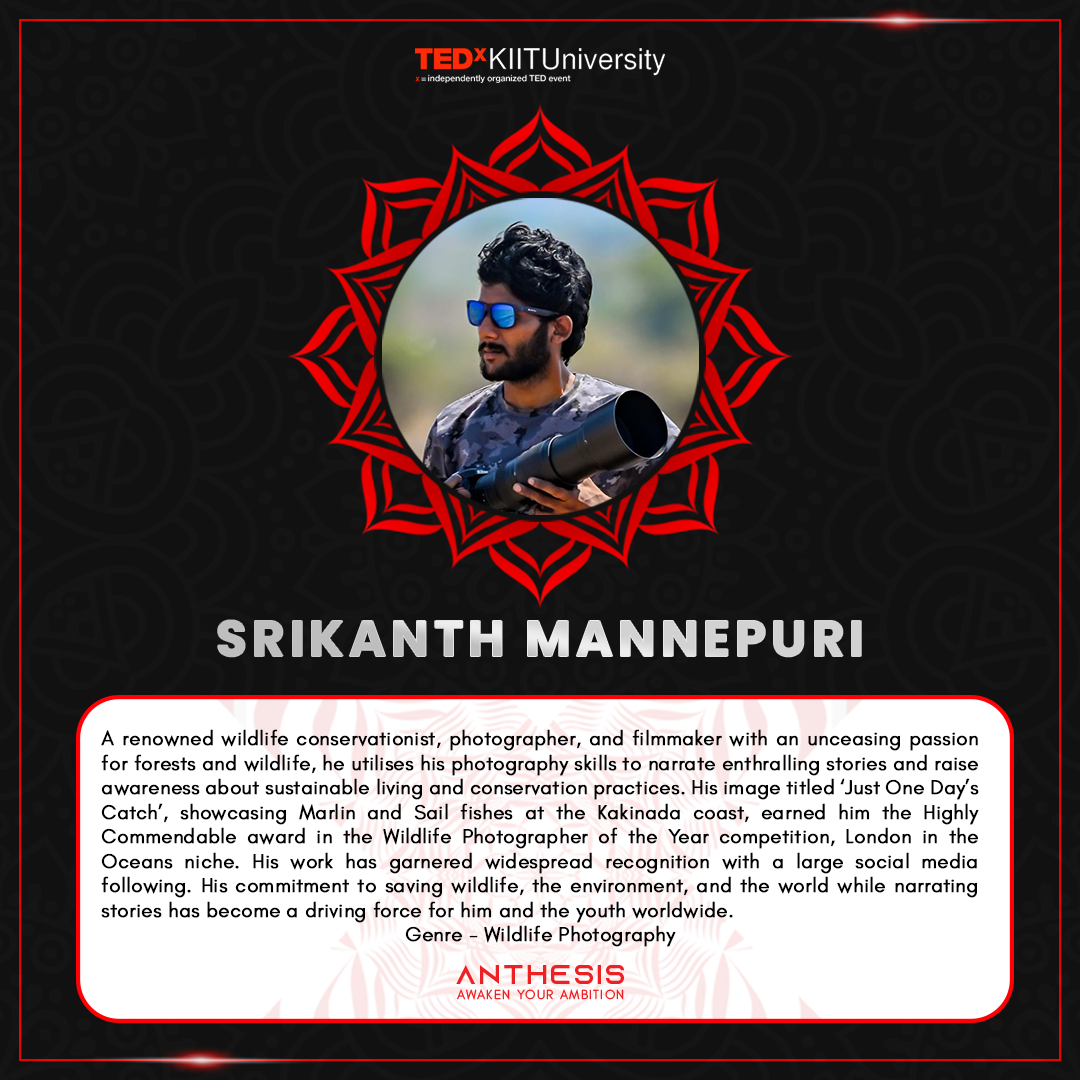 TEDxKIITUniversity
x = independently organized TED event
SRIKANTH MANNEPURI
A renowned wildlife conservationist, photographer, and filmmaker with an unceasing passion
for forests and wildlife, he utilises his photography skills to narrate enthralling stories and raise
awareness about sustainable living and conservation practices. His image titled ‘Just One Day’s
Catch’, showcasing Marlin and Sail fishes at the Kakinada coast, earned him the Highly
Commendable award in the Wildlife Photographer of the Year competition, London in the
Oceans niche. His work has garnered widespread recognition with a large social media
following. His commitment to saving wildlife, the environment, and the world while narrating
stories has become a driving force for him and the youth worldwide.
Genre - Wildlife Photography
ANTHESIS
AWAKEN YOUR AMBITION